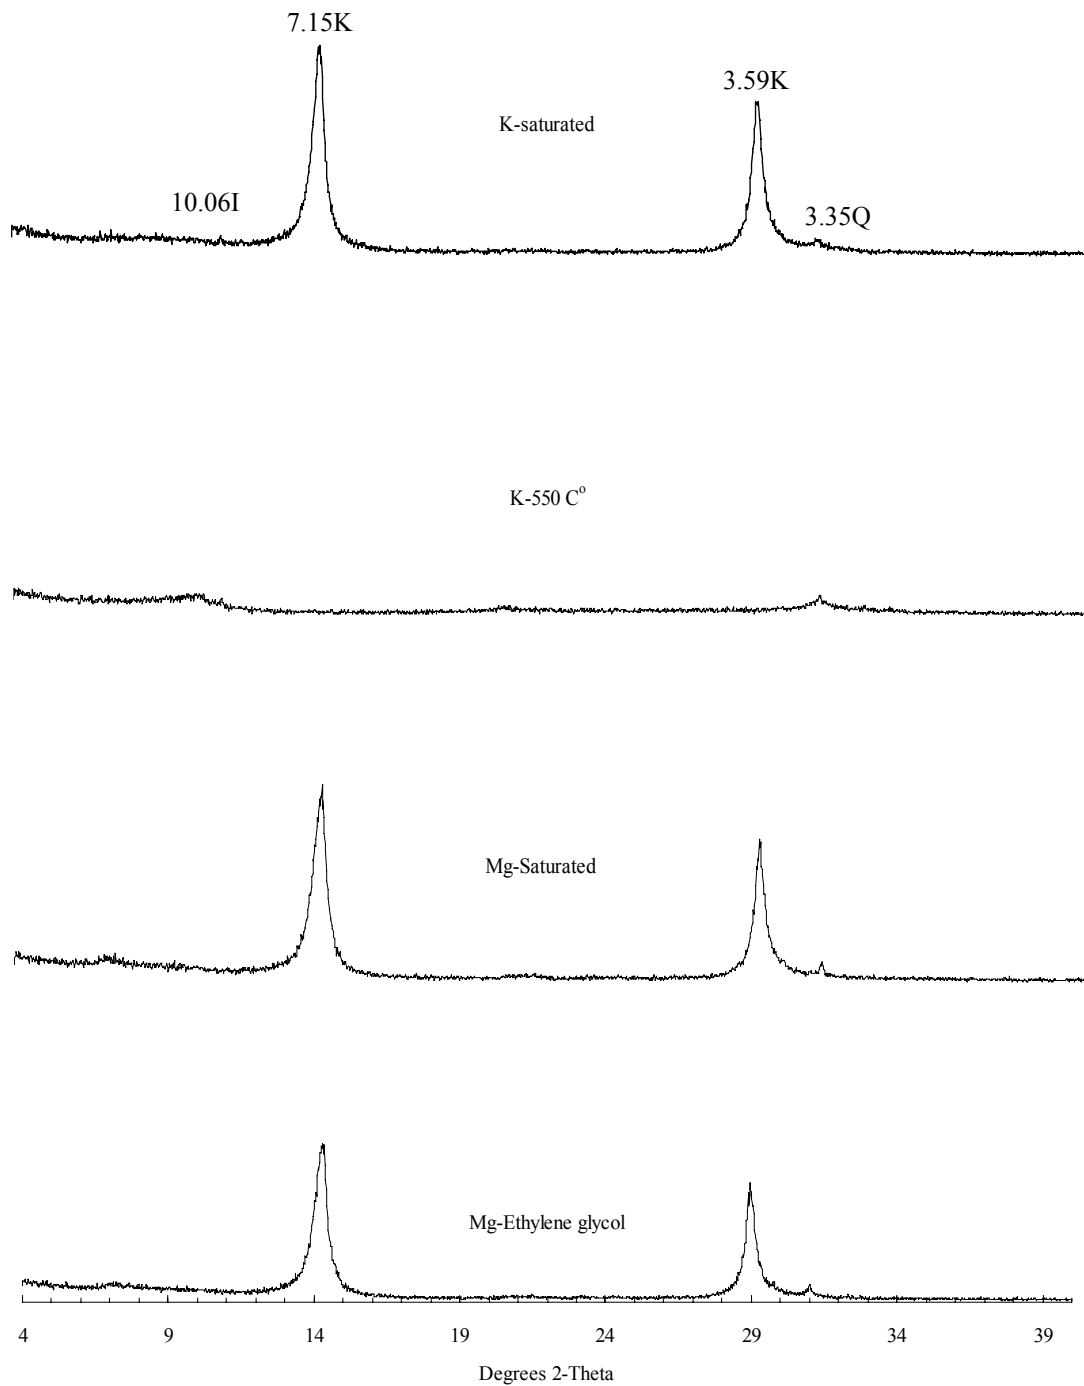 7.15K
3.59K
K-saturated
10.06I
3.35Q
K-550 Cº
Mg-Saturated
Mg-Ethylene glycol
4 9 14 19 24 29 34 39
Degrees 2-Theta